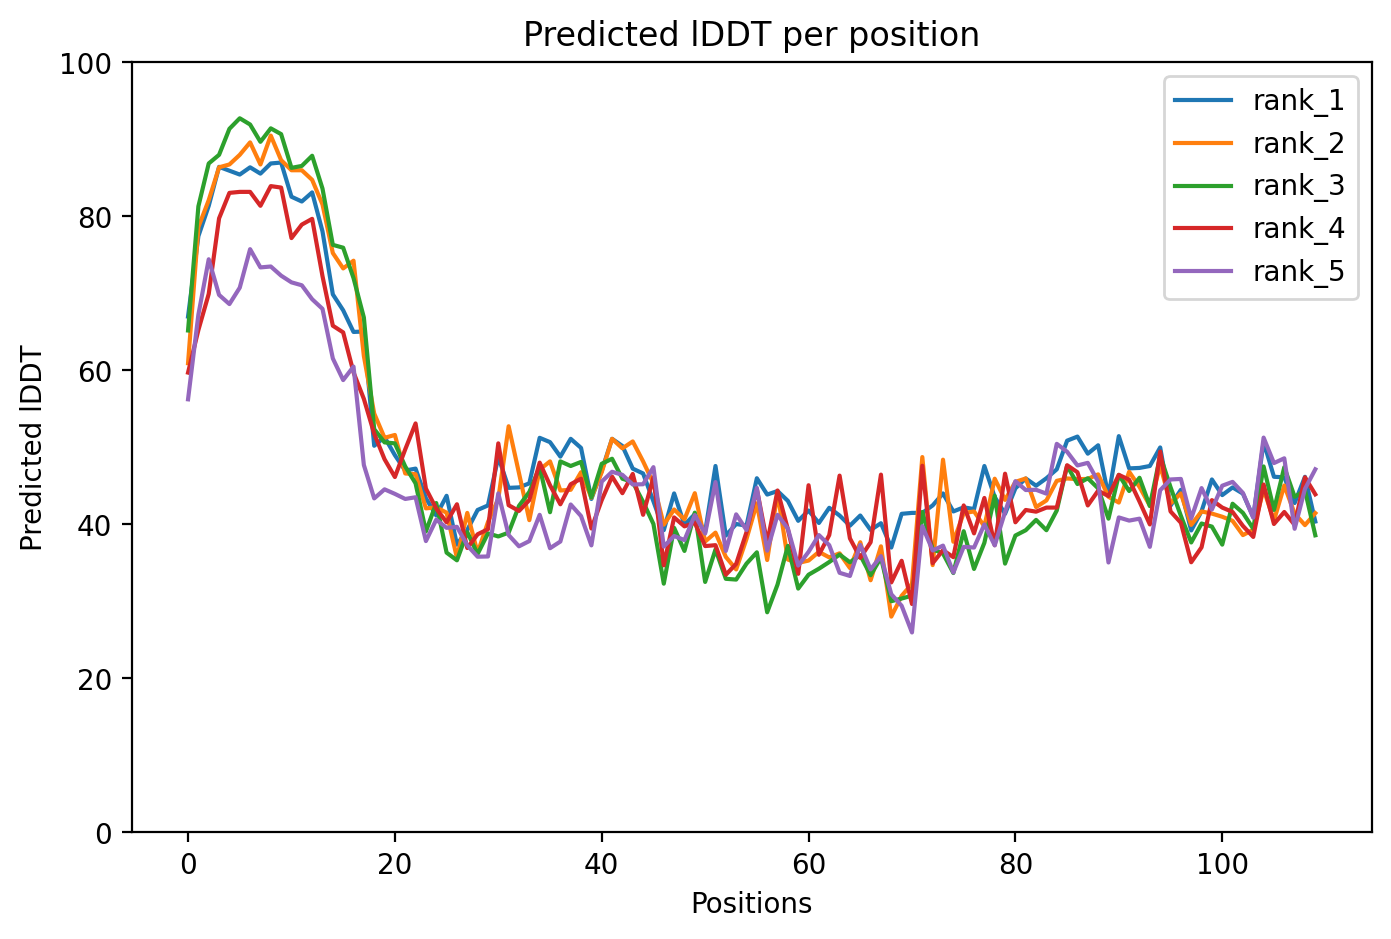 Predicted lDDT per position
100
80
60
40
20
0
Predicted lDDT
0 20 40 60 80 100
Positions
rank_1
rank_2
rank_3
rank_4
rank_5